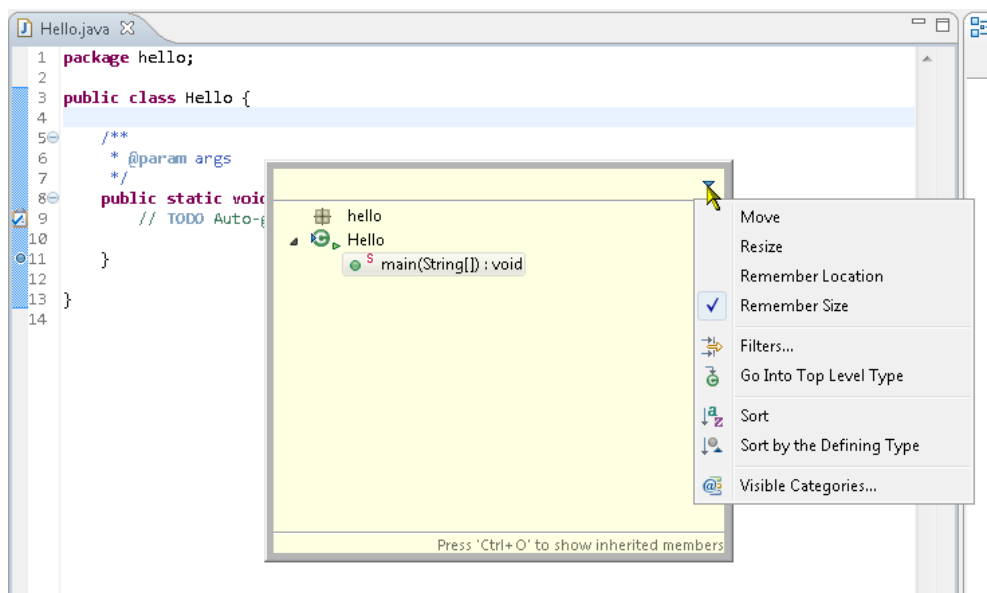 Hello.java
1 package hello;
2
3 public class Hello {
4
5 /**
6 * @param args
7 */
8 public static void
9 // TODO Auto-g
10
11 }
12
13 }
14
hello
Hello
S main(String[]) : void
Press 'Ctrl+O' to show inherited members
Move
Resize
Remember Location
Remember Size
Filters...
Go Into Top Level Type
Sort
Sort by the Defining Type
Visible Categories...